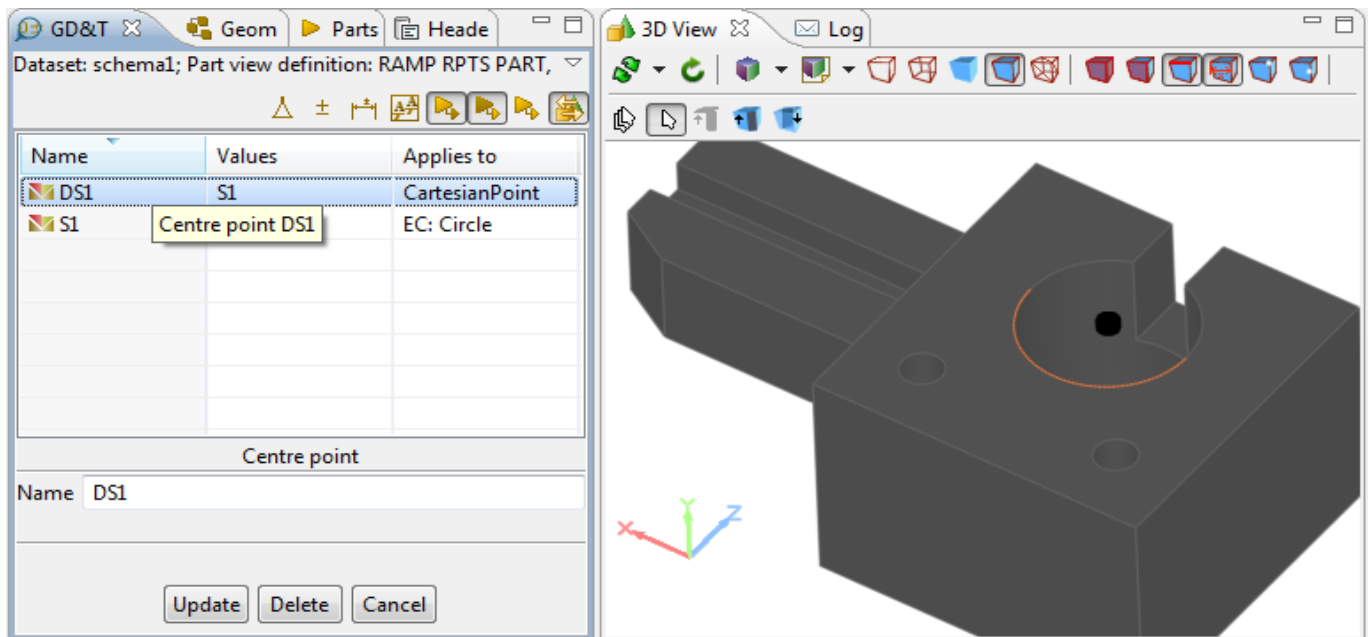 GD&T Geom Parts Heade
Dataset: schema1; Part view definition: RAMP RPTS PART,
Name Values Applies to
DS1 S1 CartesianPoint
S1 EC: Circle
Centre point DS1
Centre point
Name DS1
Update Delete Cancel
3D View Log
X Y Z